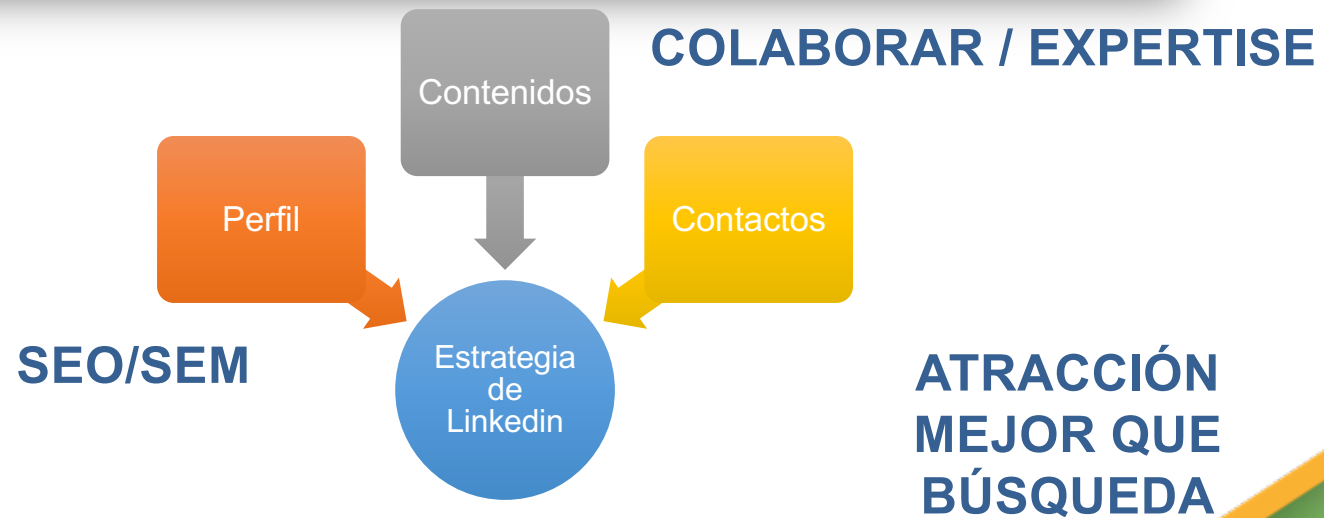 COLABORAR / EXPERTISE
Contenidos
Perfil
Contactos
SEO/SEM
Estrategia
de
Linkedin
ATRACCIÓN
MEJOR QUE
BÚSQUEDA